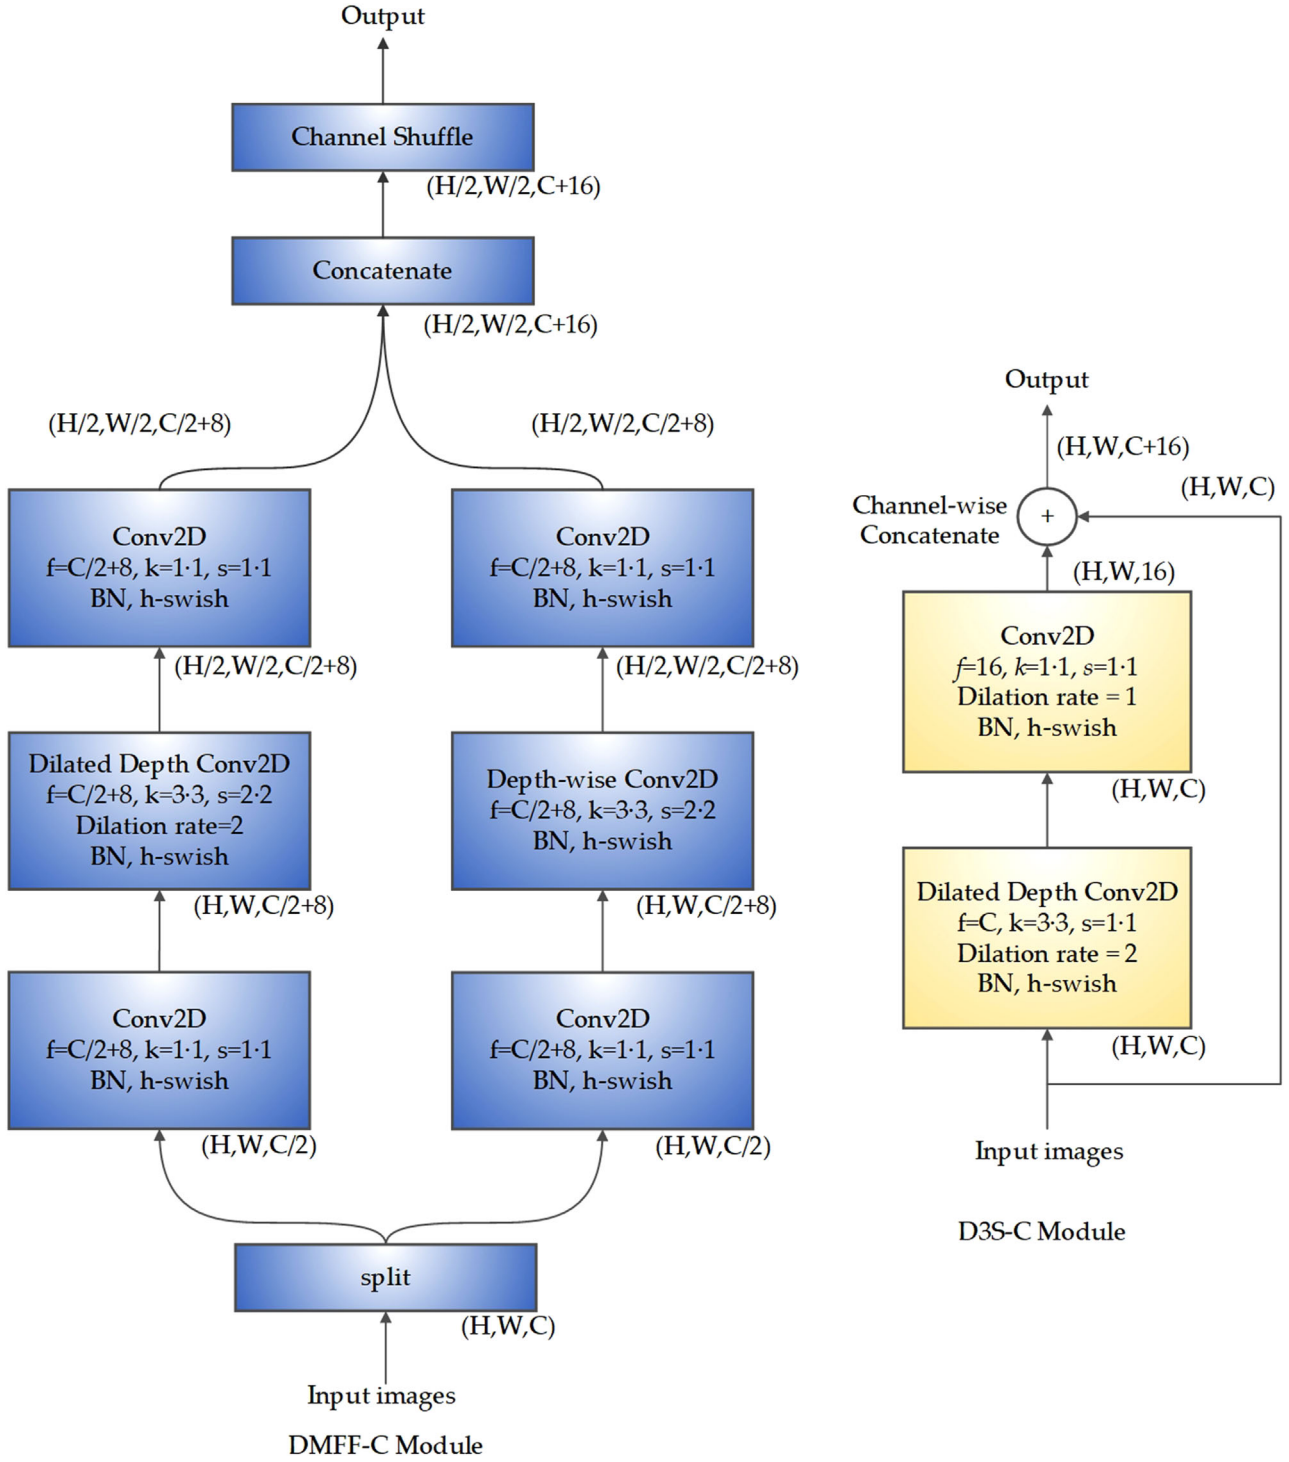 Output
Channel Shuffle
(H/2,W/2,C+16)
Concatenate
(H/2,W/2,C+16)
(H/2,W/2,C/2+8)
(H/2,W/2,C/2+8)
Conv2D
f=C/2+8, k=1·1, s=1·1
BN, h-swish
Conv2D
f=C/2+8, k=1·1, s=1·1
BN, h-swish
(H/2,W/2,C/2+8)
(H/2,W/2,C/2+8)
Dilated Depth Conv2D
f=C/2+8, k=3·3, s=2·2
Dilation rate=2
BN, h-swish
Depth-wise Conv2D
f=C/2+8, k=3·3, s=2·2
BN, h-swish
(H,W,C/2+8)
(H,W,C/2+8)
Conv2D
f=C/2+8, k=1·1, s=1·1
BN, h-swish
Conv2D
f=C/2+8, k=1·1, s=1·1
BN, h-swish
(H,W,C/2)
(H,W,C/2)
split
(H,W,C)
Input images
DMFF-C Module
Output
(H,W,C+16)
(H,W,C)
Channel-wise
Concatenate
+
(H,W,16)
Conv2D
f=16, k=1·1, s=1·1
Dilation rate = 1
BN, h-swish
(H,W,C)
Dilated Depth Conv2D
f=C, k=3·3, s=1·1
Dilation rate = 2
BN, h-swish
(H,W,C)
Input images
D3S-C Module